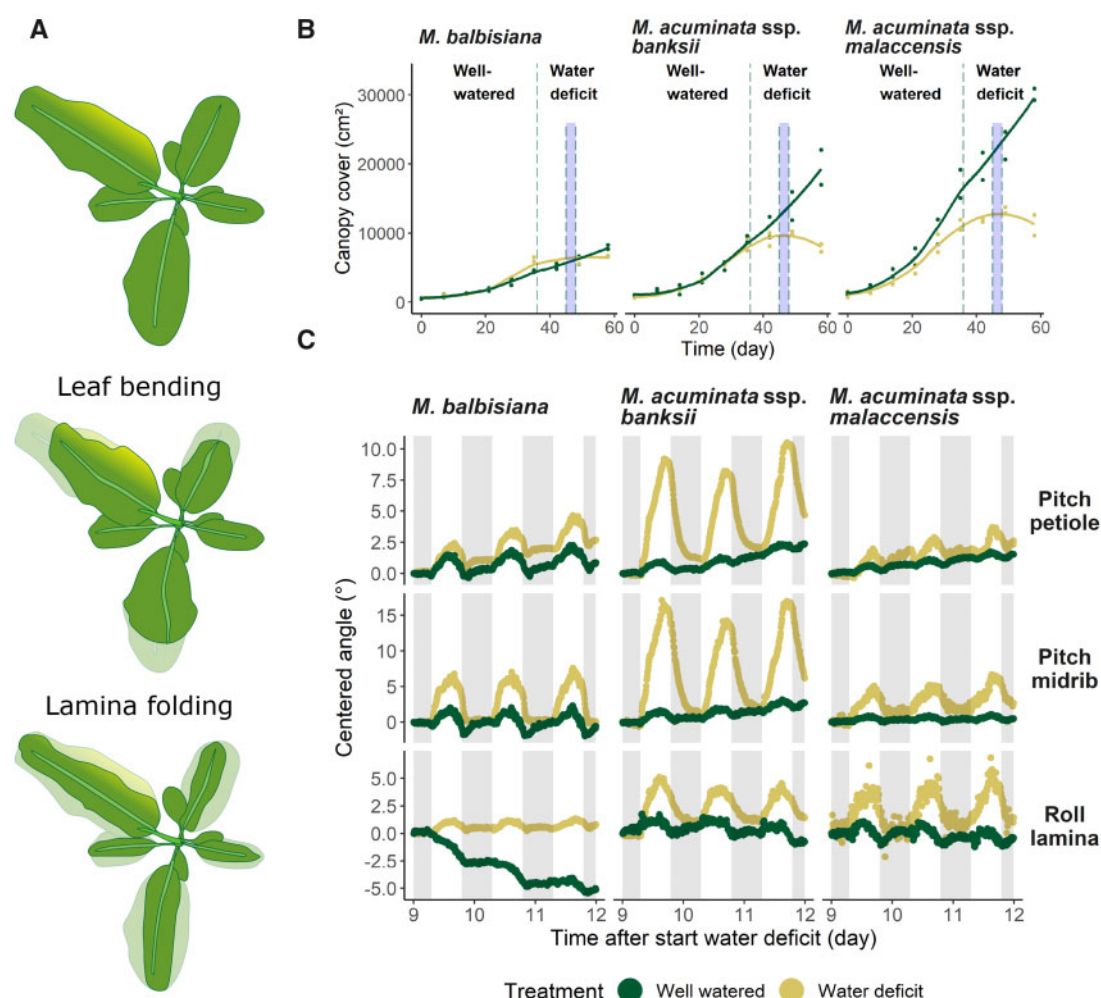 A
Leaf bending
Lamina folding
B
M. balbisiana
M. acuminata ssp.
banksii
M. acuminata ssp.
malaccensis
Well-
watered
Water
deficit
Well-
watered
Water
deficit
Well-
watered
Water
deficit
Canopy cover (cm²)
30000
20000
10000
0
0 20 40 60
0 20 40 60
0 20 40 60
Time (day)
C
M. balbisiana
M. acuminata ssp.
banksii
M. acuminata ssp.
malaccensis
Centered angle (°)
10.0
7.5
5.0
2.5
0.0
Pitch
petiole
15
10
5
0
Pitch
midrib
5.0
2.5
0.0
-2.5
-5.0
Roll
lamina
9 10 11 12
9 10 11 12
9 10 11 12
Time after start water deficit (day)
Treatment Well watered Water deficit